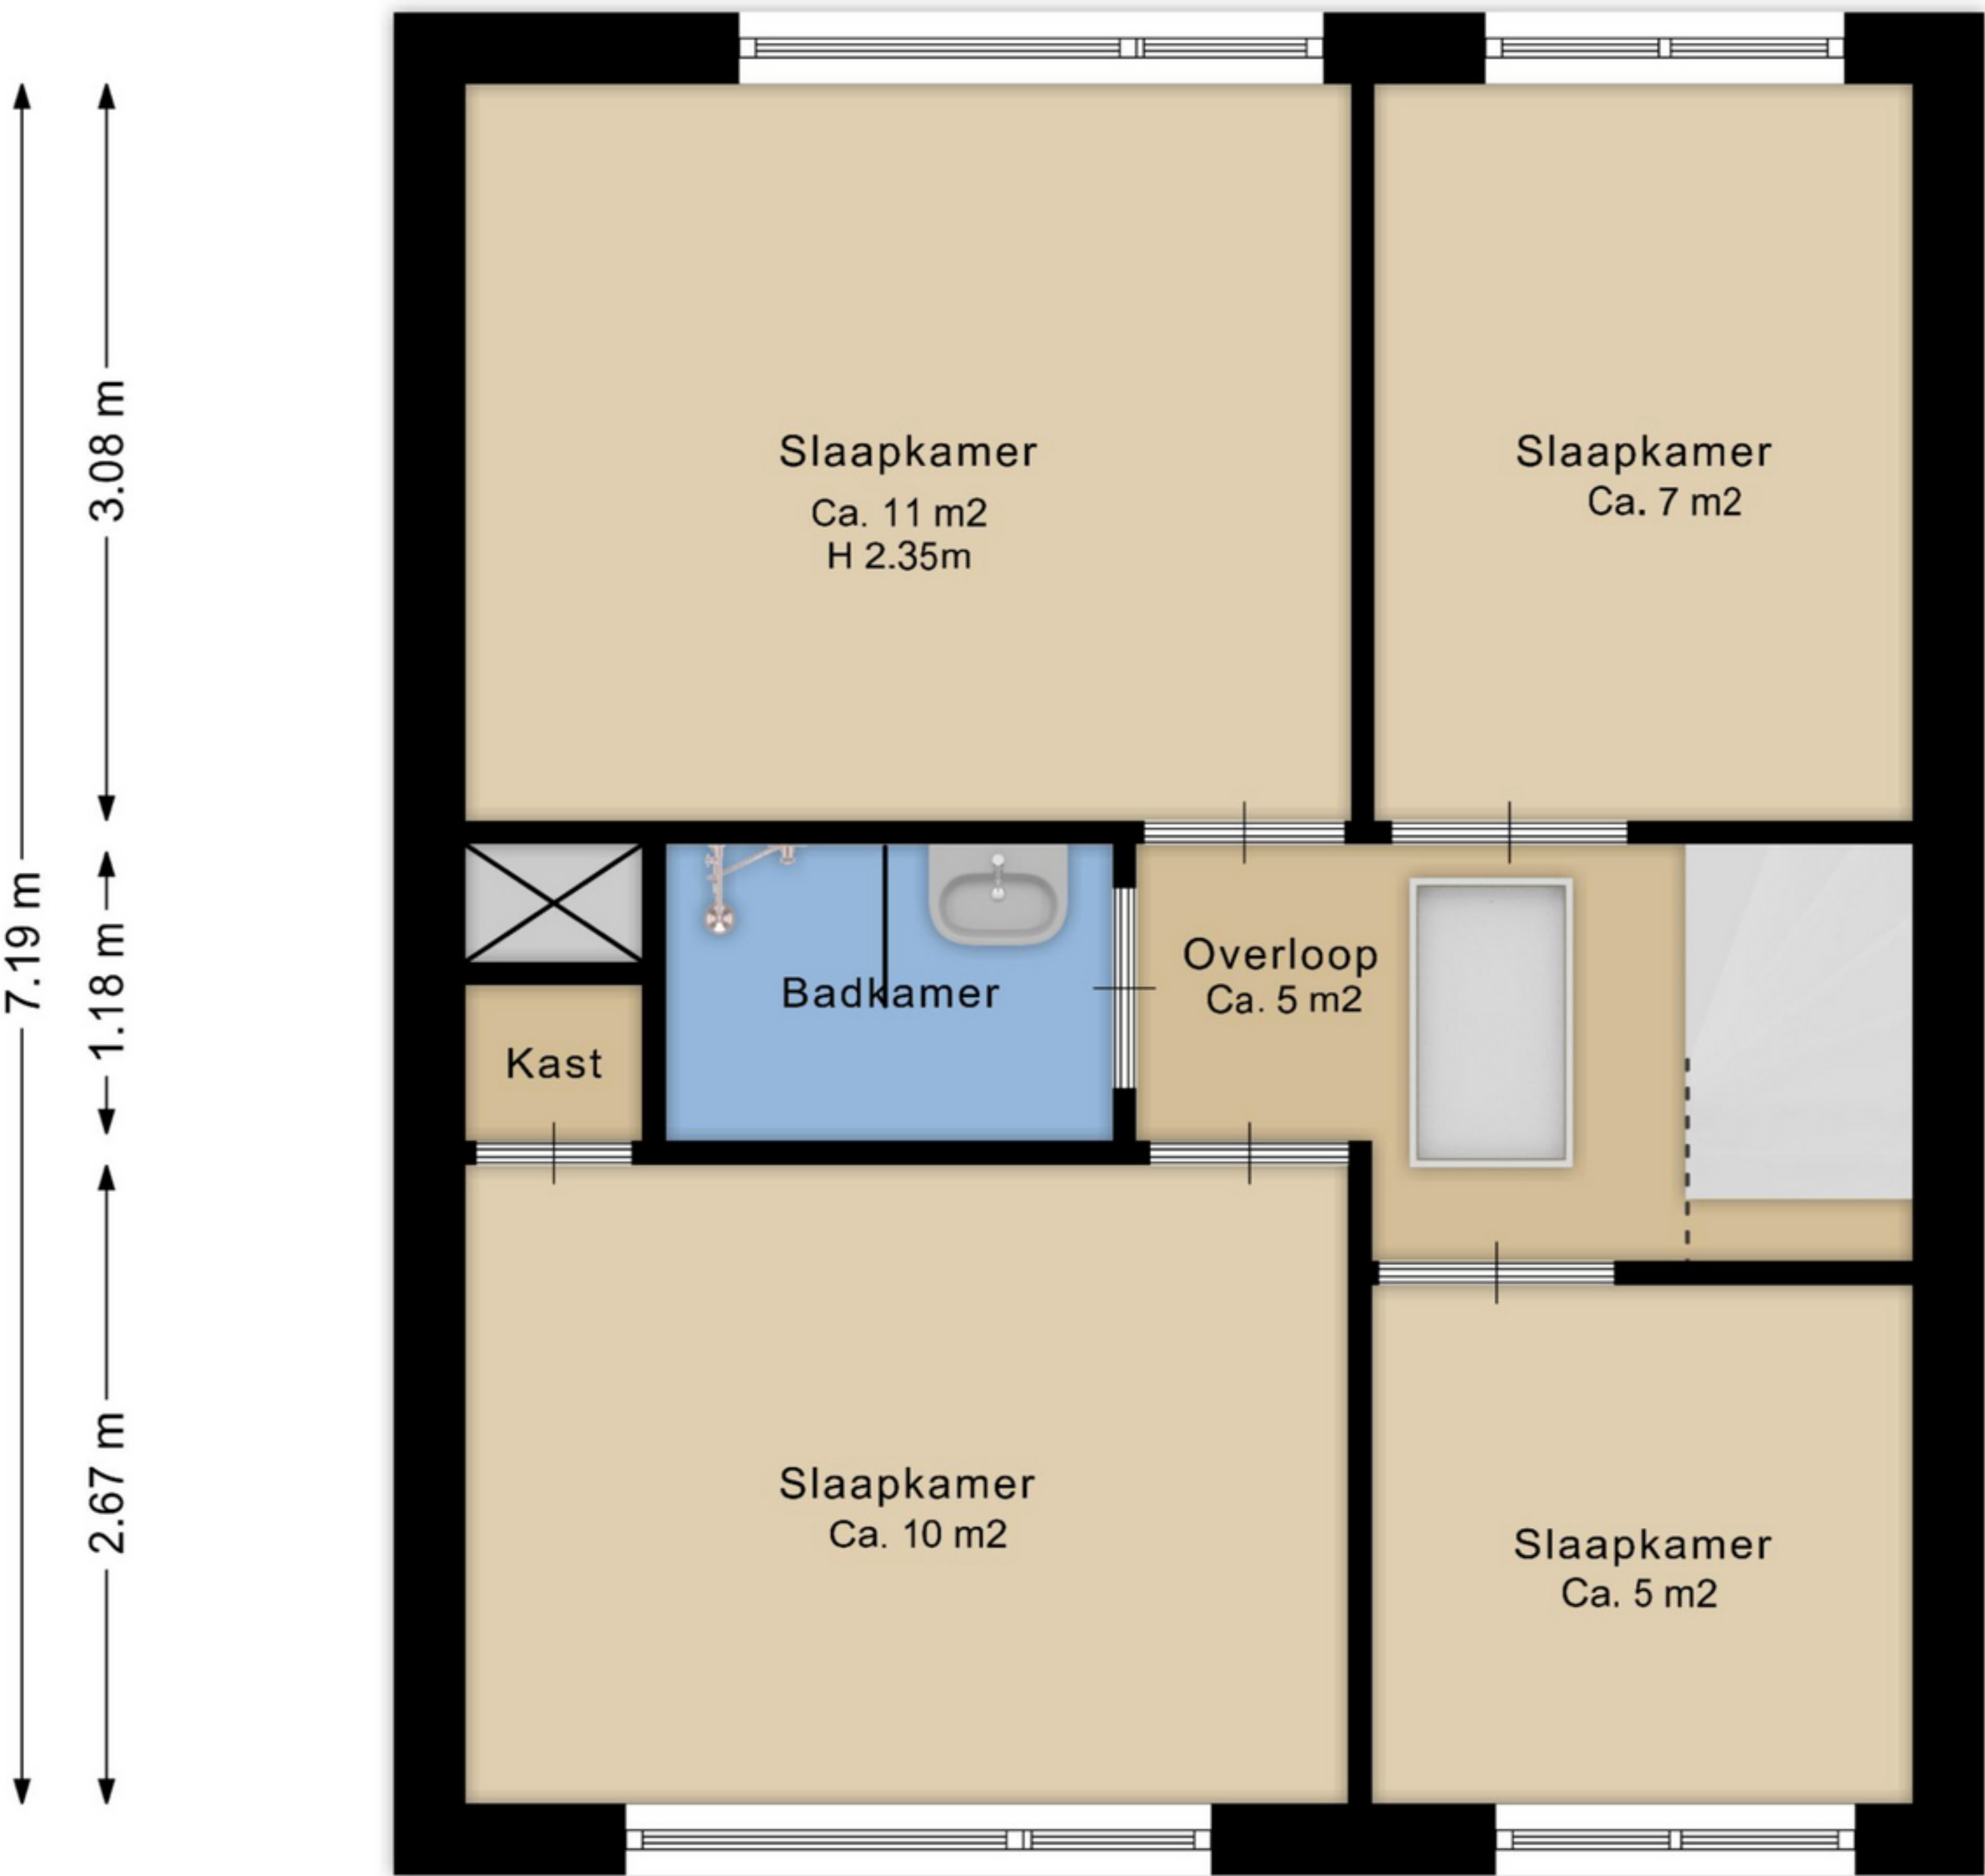 7.19 m
3.08 m
1.18 m
2.67 m
Slaapkamer
Ca. 11 m2
H 2.35m
Slaapkamer
Ca. 7 m2
Badkamer
Overloop
Ca. 5 m2
Kast
Slaapkamer
Ca. 10 m2
Slaapkamer
Ca. 5 m2